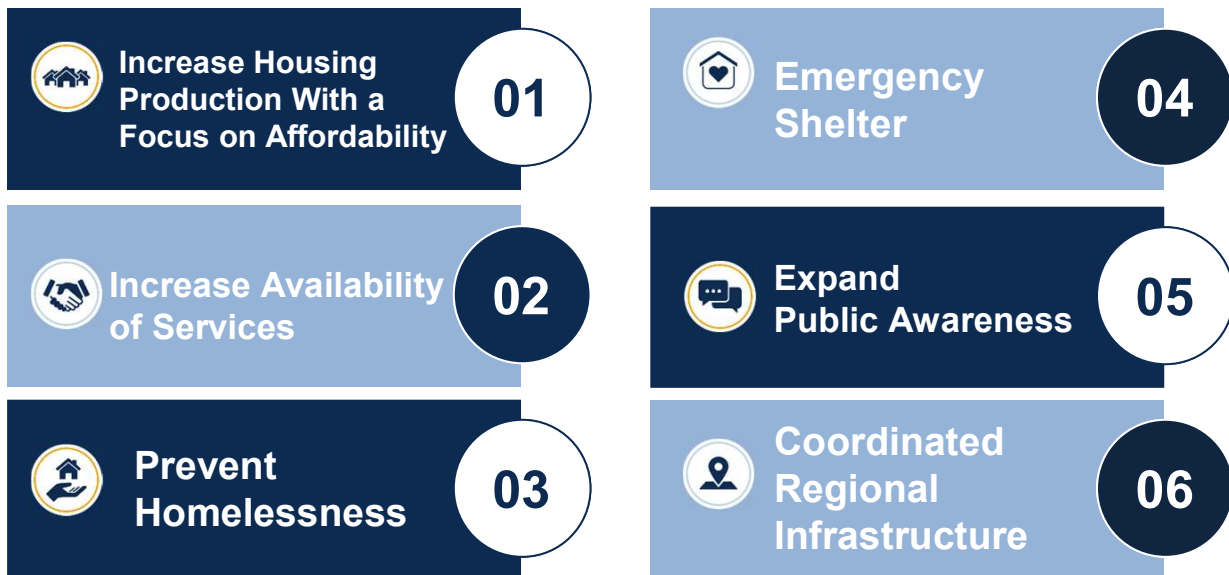 Increase Housing
Production With a
Focus on Affordability
01
Increase Availability
of Services
02
Prevent
Homelessness
03
Emergency
Shelter
04
Expand
Public Awareness
05
Coordinated
Regional
Infrastructure
06